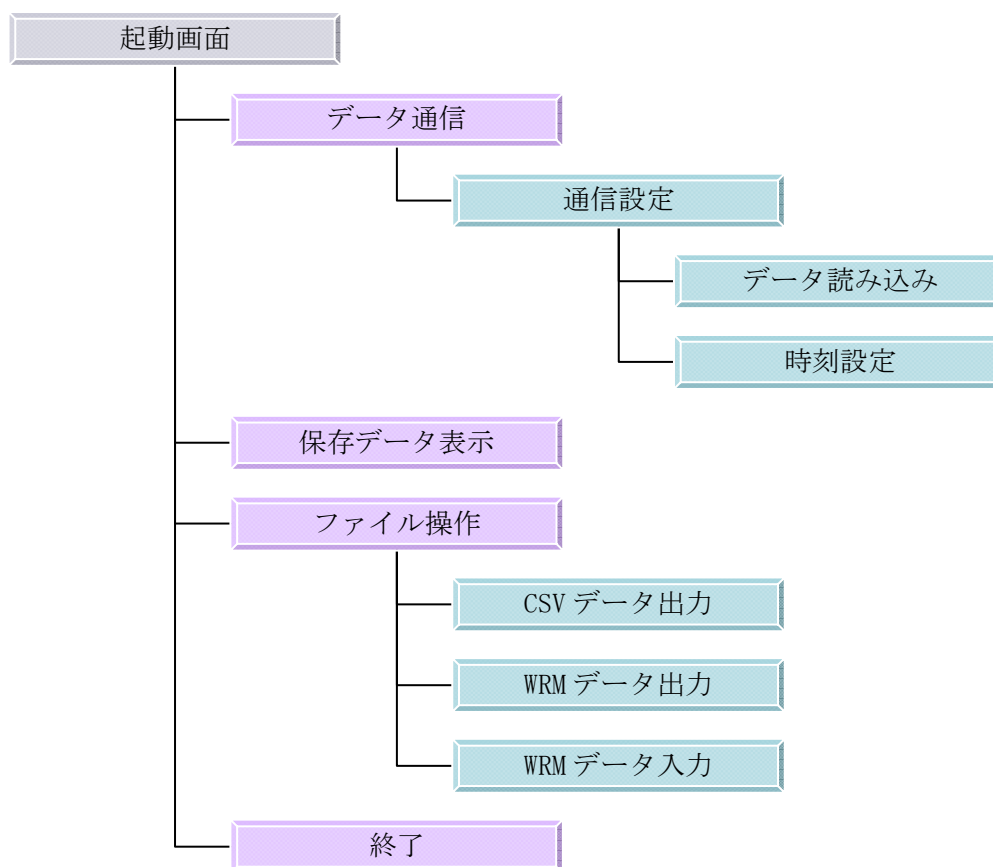 起動画面
データ通信
通信設定
データ読み込み
時刻設定
保存データ表示
ファイル操作
CSV データ出力
WRM データ出力
WRM データ入力
終了